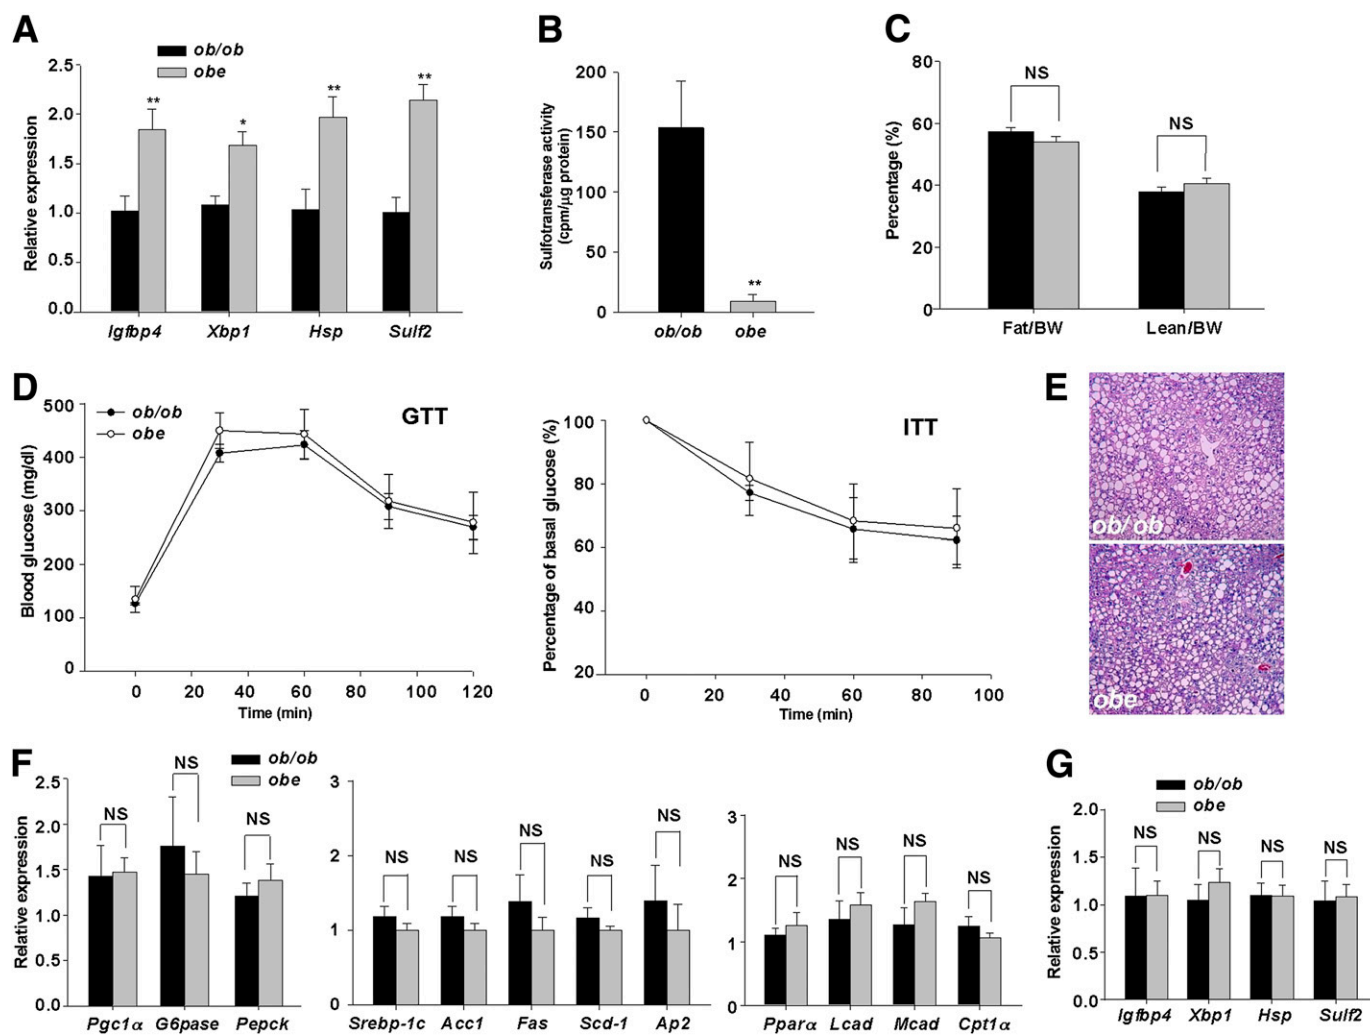 A
ob/ob
obe
2.5
2.0
1.5
1.0
0.5
0.0
Relative expression
**
*
**
**
Igfbp4 Xbp1 Hsp Sulf2
B
200
150
100
50
0
Sulfotransferase activity
(cpm/μg protein)
**
ob/ob obe
C
80
60
40
20
0
Percentage (%)
NS
NS
Fat/BW Lean/BW
D
ob/ob
obe
GTT
500
400
300
200
100
0
Blood glucose (mg/dl)
0 20 40 60 80 100 120
Time (min)
ITT
100
80
60
40
20
Percentage of basal glucose (%)
0 20 40 60 80 100
Time (min)
E
ob/ob
obe
F
ob/ob
obe
2.5
2.0
1.5
1.0
0.5
0.0
Relative expression
NS NS NS
Pgc1α G6pase Pepck
3
2
1
0
NS NS NS NS NS
Srebp-1c Acc1 Fas Scd-1 Ap2
3
2
1
0
NS NS NS NS
Pparα Lcad Mcad Cpt1α
G
ob/ob
obe
2.0
1.5
1.0
0.5
0.0
Relative expression
NS NS NS NS
Igfbp4 Xbp1 Hsp Sulf2